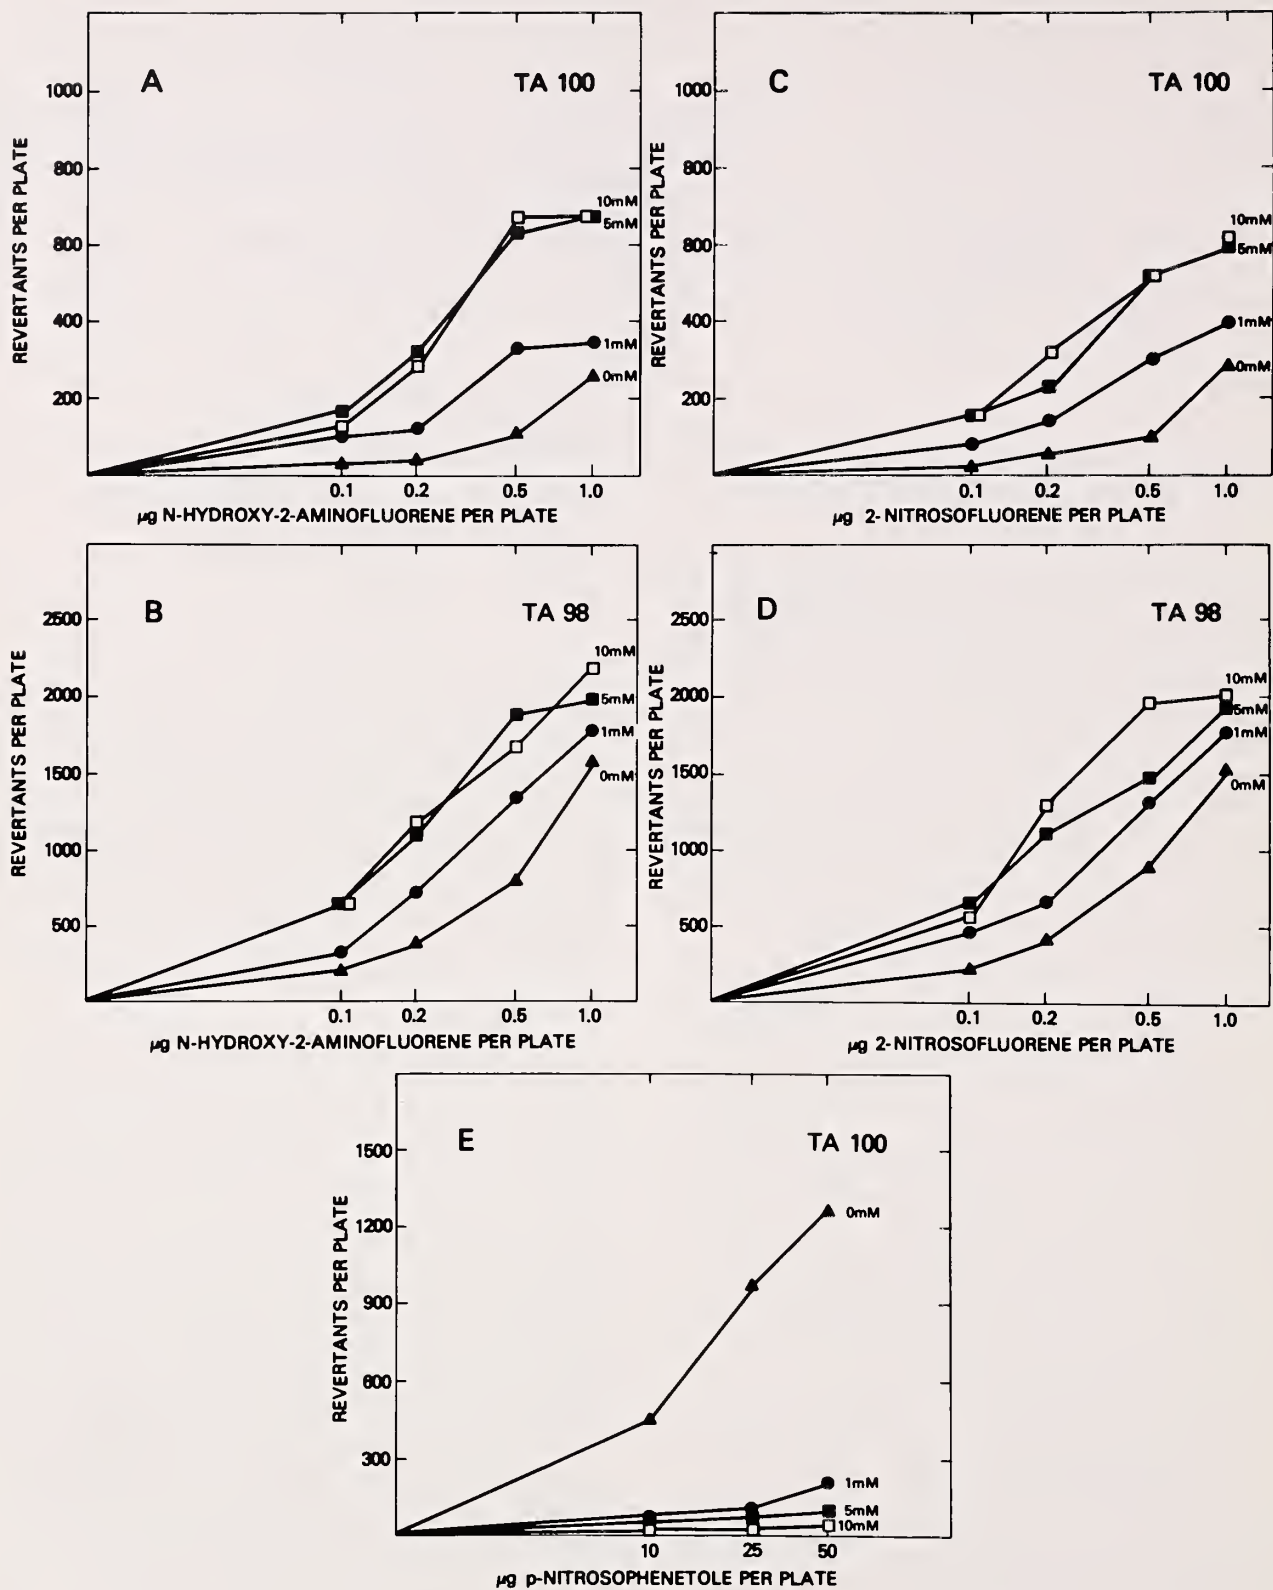 A
TA 100
1000
800
800
400
200
10mM
5mM
1mM
0mM
REVERTANTS PER PLATE
0.1 0.2 0.5 1.0
µg N-HYDROXY-2-AMINOFLUORENE PER PLATE
C
TA 100
1000
800
800
400
200
10mM
5mM
1mM
0mM
REVERTANTS PER PLATE
0.1 0.2 0.5 1.0
µg 2-NITROSOFLUORENE PER PLATE
B
TA 98
2500
2000
1500
1000
500
10mM
5mM
1mM
0mM
REVERTANTS PER PLATE
0.1 0.2 0.5 1.0
µg N-HYDROXY-2-AMINOFLUORENE PER PLATE
D
TA 98
2500
2000
1500
1000
500
10mM
5mM
1mM
0mM
REVERTANTS PER PLATE
0.1 0.2 0.5 1.0
µg 2-NITROSOFLUORENE PER PLATE
E
TA 100
1500
1200
900
600
300
0mM
1mM
5mM
10mM
REVERTANTS PER PLATE
10 25 50
µg p-NITROSOPHENETOLE PER PLATE